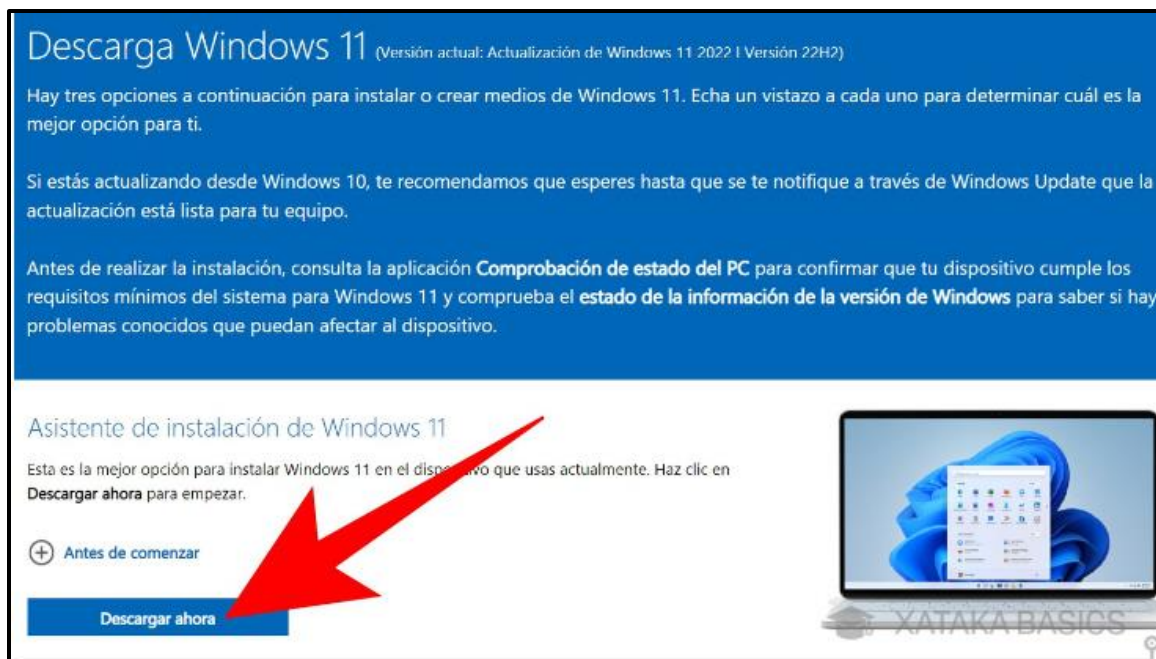 Descarga Windows 11 (Versión actual: Actualización de Windows 11 2022 l Versión 22H2)
Hay tres opciones a continuación para instalar o crear medios de Windows 11. Echa un vistazo a cada uno para determinar cuál es la
mejor opción para ti.
Si estás actualizando desde Windows 10, te recomendamos que esperes hasta que se te notifique a través de Windows Update que la
actualización está lista para tu equipo.
Antes de realizar la instalación, consulta la aplicación Comprobación de estado del PC para confirmar que tu dispositivo cumple los
requisitos mínimos del sistema para Windows 11 y comprueba el estado de la información de la versión de Windows para saber si hay
problemas conocidos que puedan afectar al dispositivo.
Asistente de instalación de Windows 11
Esta es la mejor opción para instalar Windows 11 en el dispositivo que usas actualmente. Haz clic en
Descargar ahora para empezar.
Antes de comenzar
Descargar ahora
XATAKA BASICS